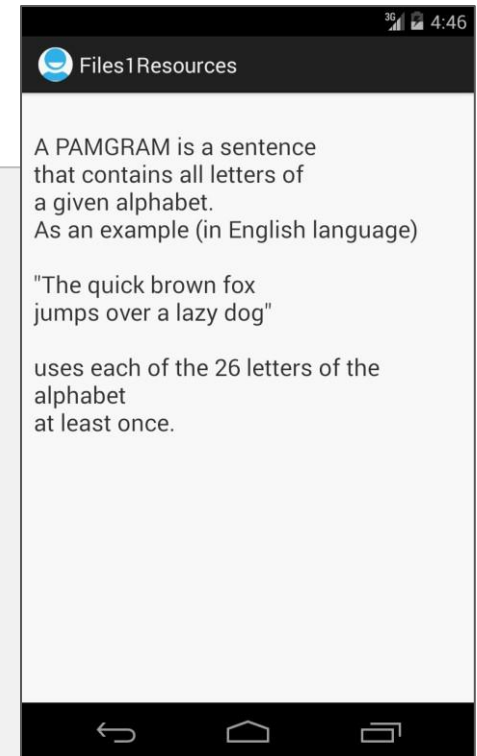 3G 4:46
Files1Resources
A PAMGRAM is a sentence
that contains all letters of
a given alphabet.
As an example (in English language)
"The quick brown fox
jumps over a lazy dog"
uses each of the 26 letters of the
alphabet
at least once.